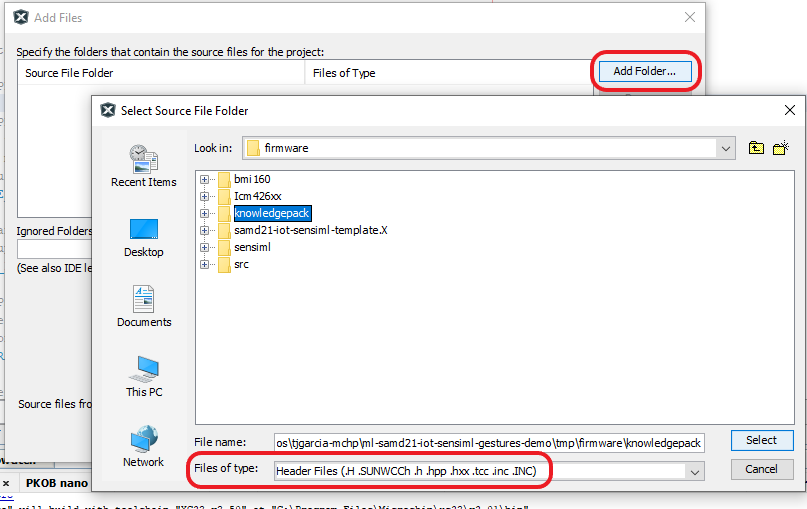 Add Files
Specify the folders that contain the source files for the project:
Source File Folder
Files of Type
Add Folder...
Select Source File Folder
Look in:
firmware
Recent Items
Desktop
Documents
This PC
Network
bmi160
Icm426xx
knowledgepack
samd21-iot-sensiml-template.X
sensiml
src
Ignored Folders
(See also IDE le
Source files fro
File name:
os\tjgarcia-mchp\ml-samd21-iot-sensiml-gestures-demo\tmp\firmware\knowledgepack
Select
Files of type:
Header Files (.H .SUNWCCh .h .hpp .hxx .tcc .inc .INC)
Cancel
PKOB nano